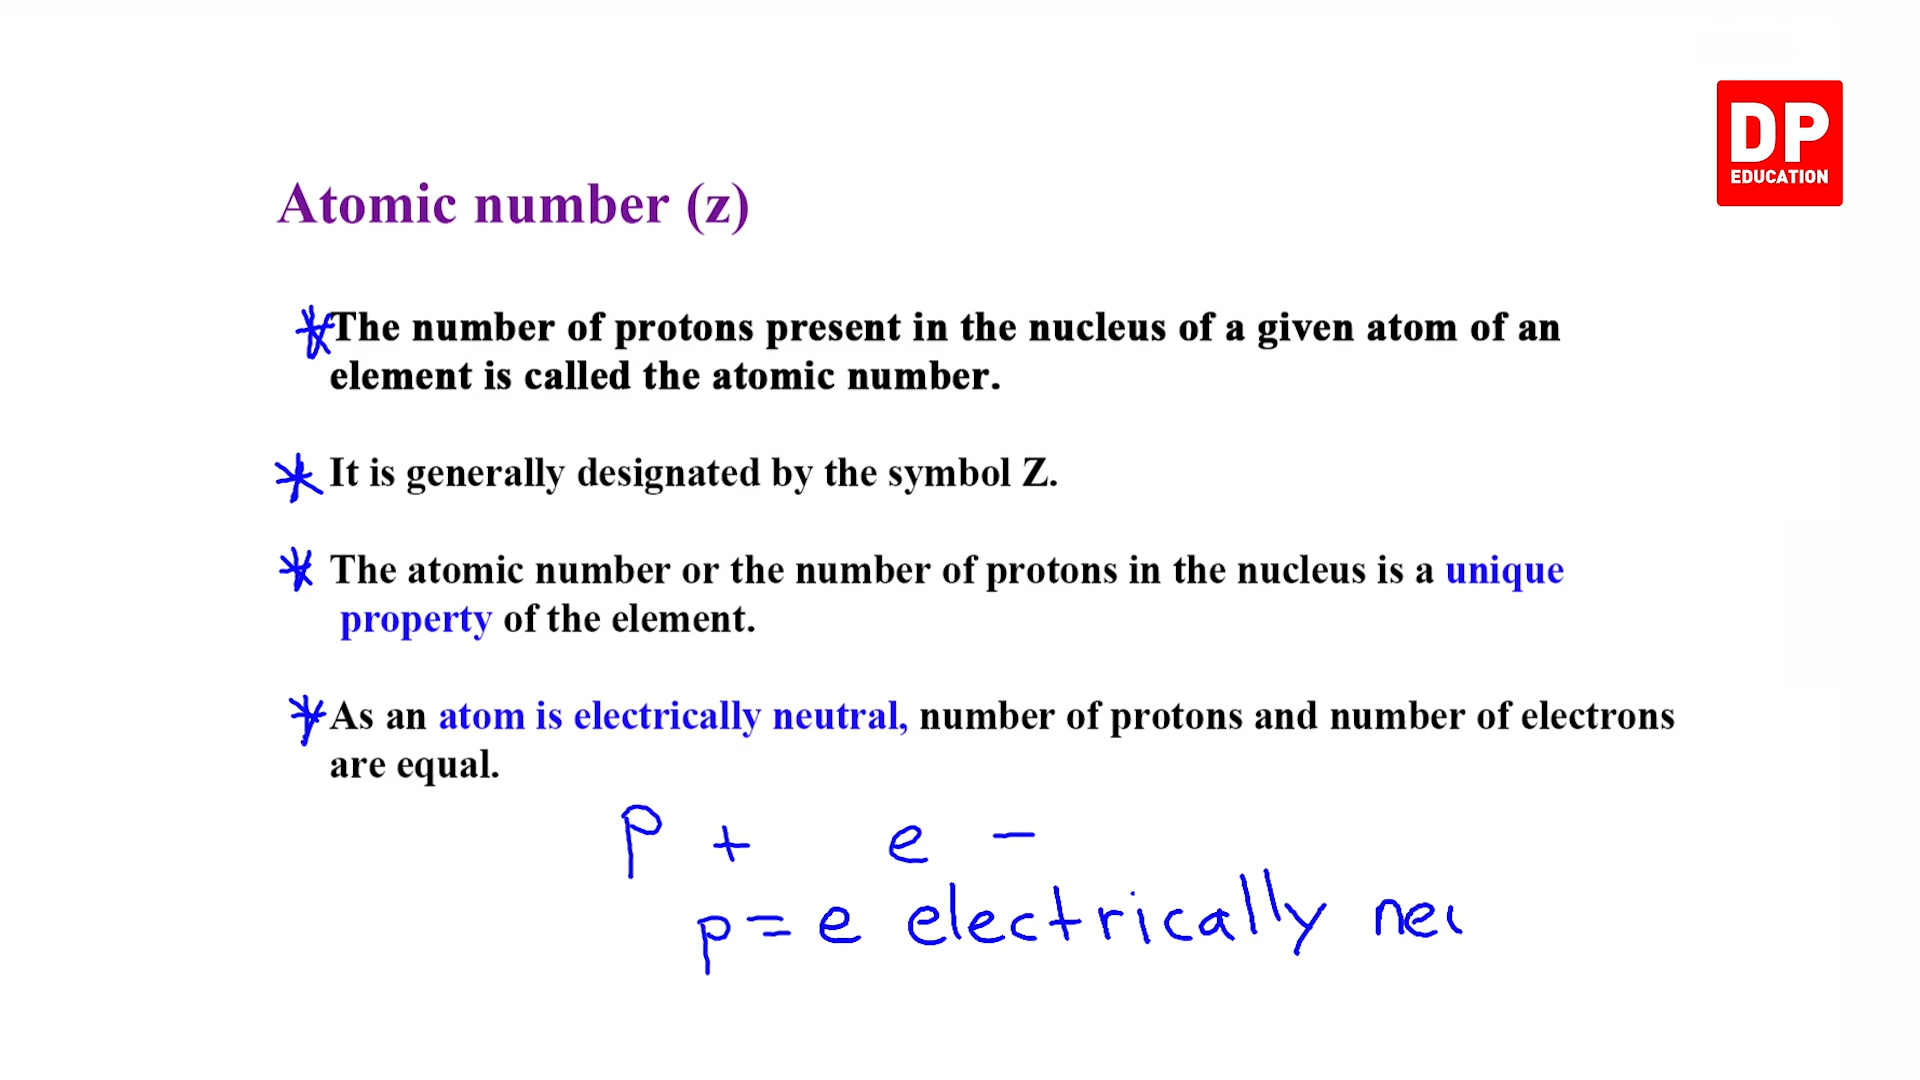 DP
EDUCATION
Atomic number (z)
*The number of protons present in the nucleus of a given atom of an
element is called the atomic number.
* It is generally designated by the symbol Z.
* The atomic number or the number of protons in the nucleus is a unique
property of the element.
* As an atom is electrically neutral, number of protons and number of electrons
are equal.
p + e −
p = e electrically neu